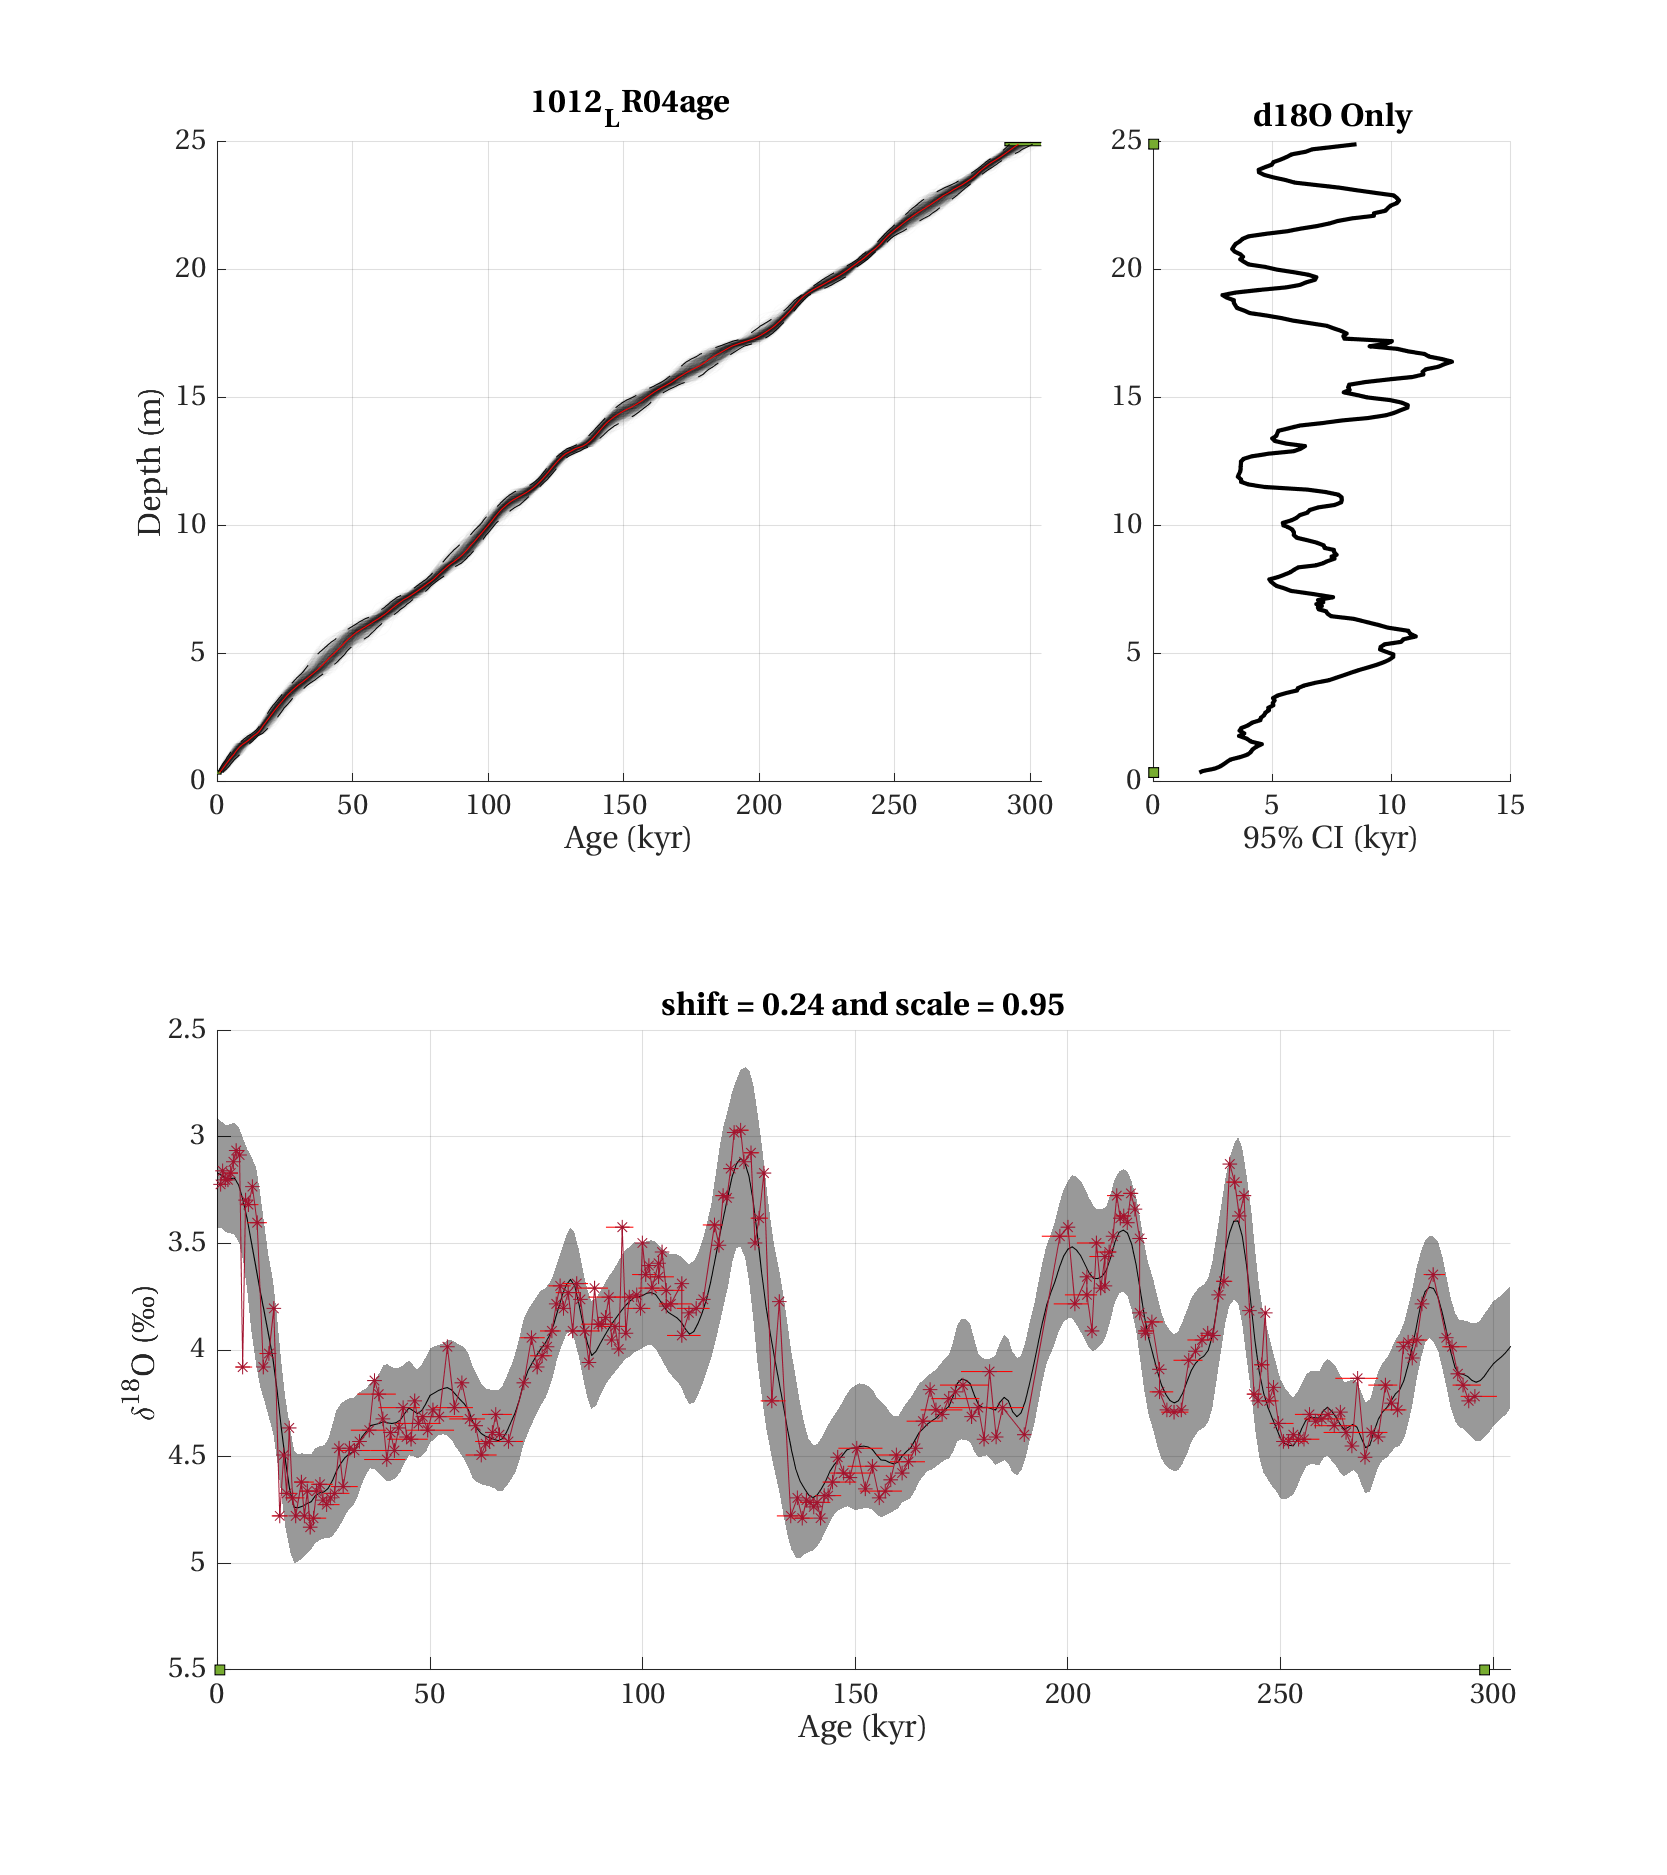 1012_LR04age
25
20
15
10
5
0
0 50 100 150 200 250 300
Depth (m)
Age (kyr)
d18O Only
25
20
15
10
5
0
0 5 10 15
95% CI (kyr)
shift = 0.24 and scale = 0.95
2.5
3
3.5
4
4.5
5
5.5
0 50 100 150 200 250 300
δ¹⁸O (‰)
Age (kyr)